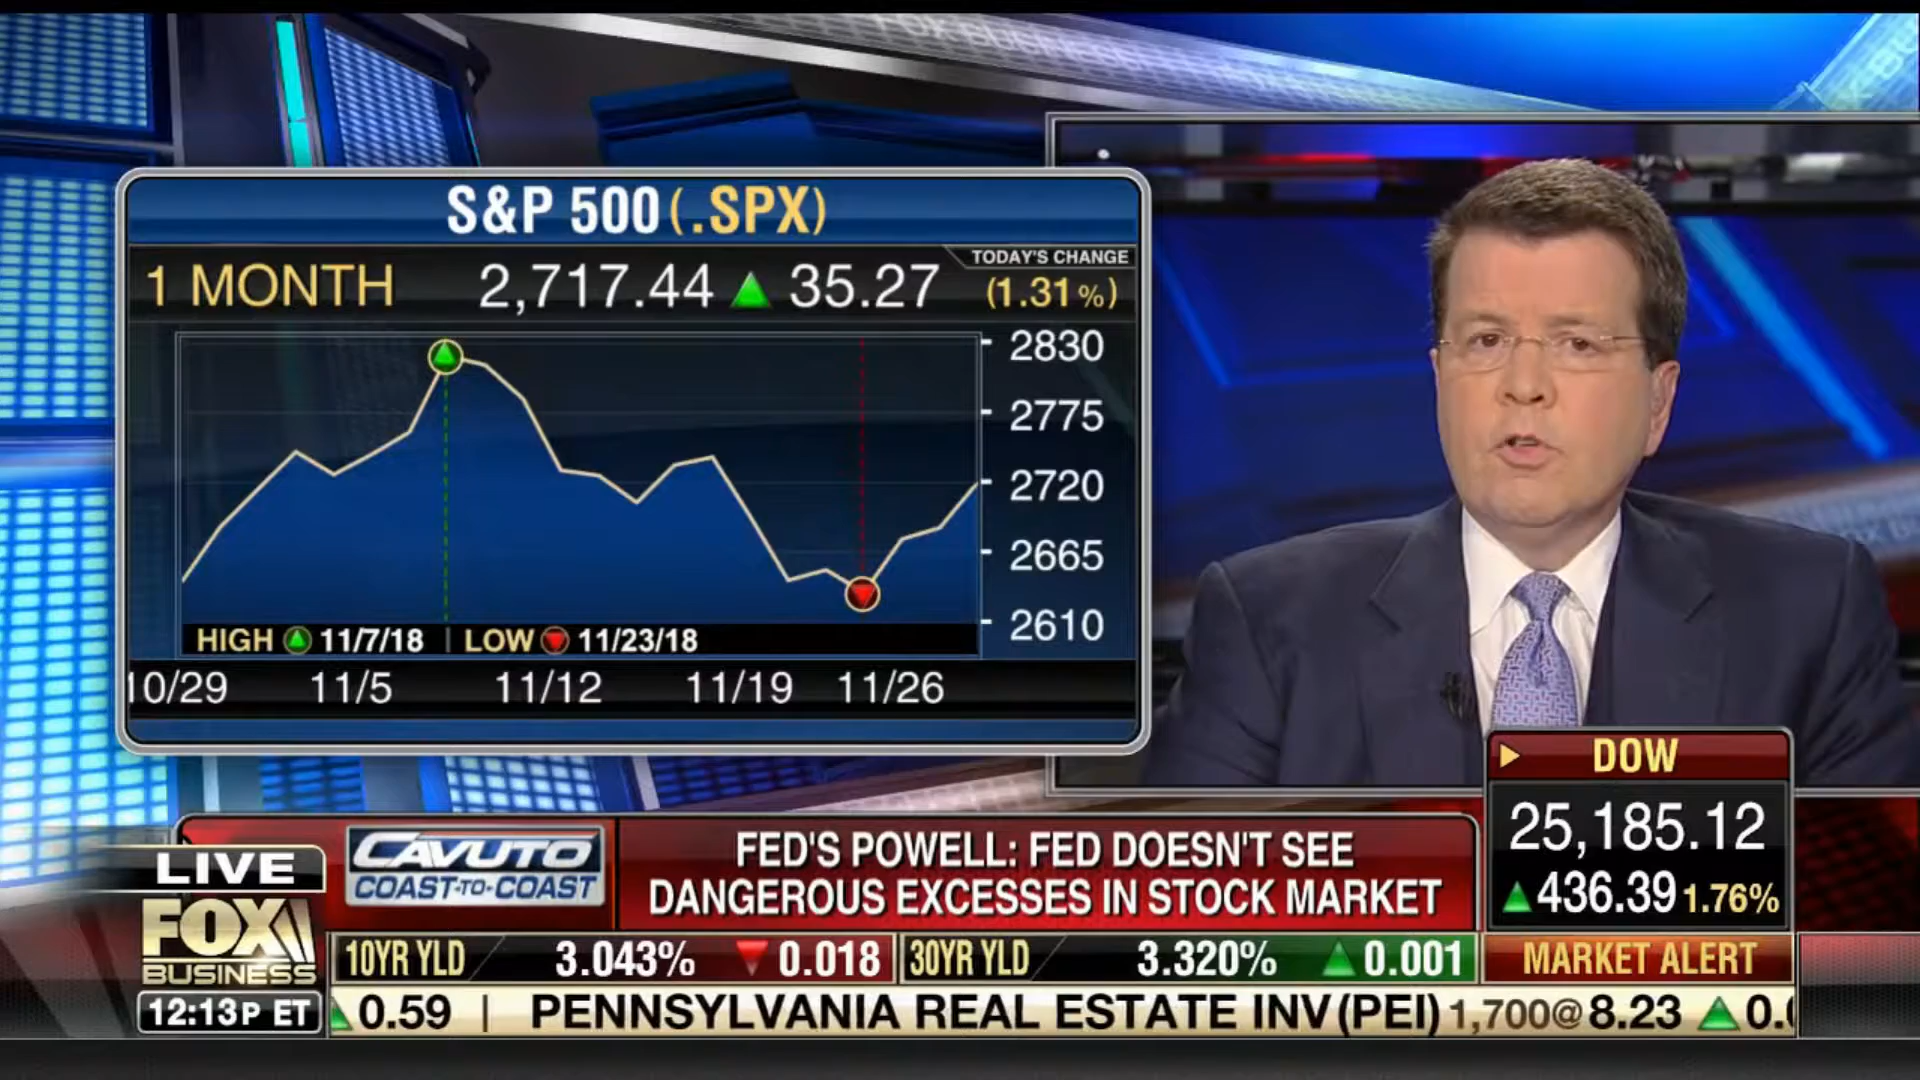 FOX BUSINESS
S&P 500 (.SPX)
TODAY'S CHANGE
1 MONTH 2,717.44 ▲ 35.27 (1.31%)
2830
2775
2720
2665
2610
HIGH ▲ 11/7/18 | LOW ▼ 11/23/18
10/29 11/5 11/12 11/19 11/26
DOW
25,185.12
▲ 436.39 1.76%
MARKET ALERT
CAVUTO
COAST-TO-COAST
FED'S POWELL: FED DOESN'T SEE
DANGEROUS EXCESSES IN STOCK MARKET
LIVE
FOX
BUSINESS
12:13P ET
10YR YLD 3.043% ▼ 0.018 30YR YLD 3.320% ▲ 0.001
▲ 0.59 | PENNSYLVANIA REAL ESTATE INV (PEI) 1,700@8.23 ▲ 0.